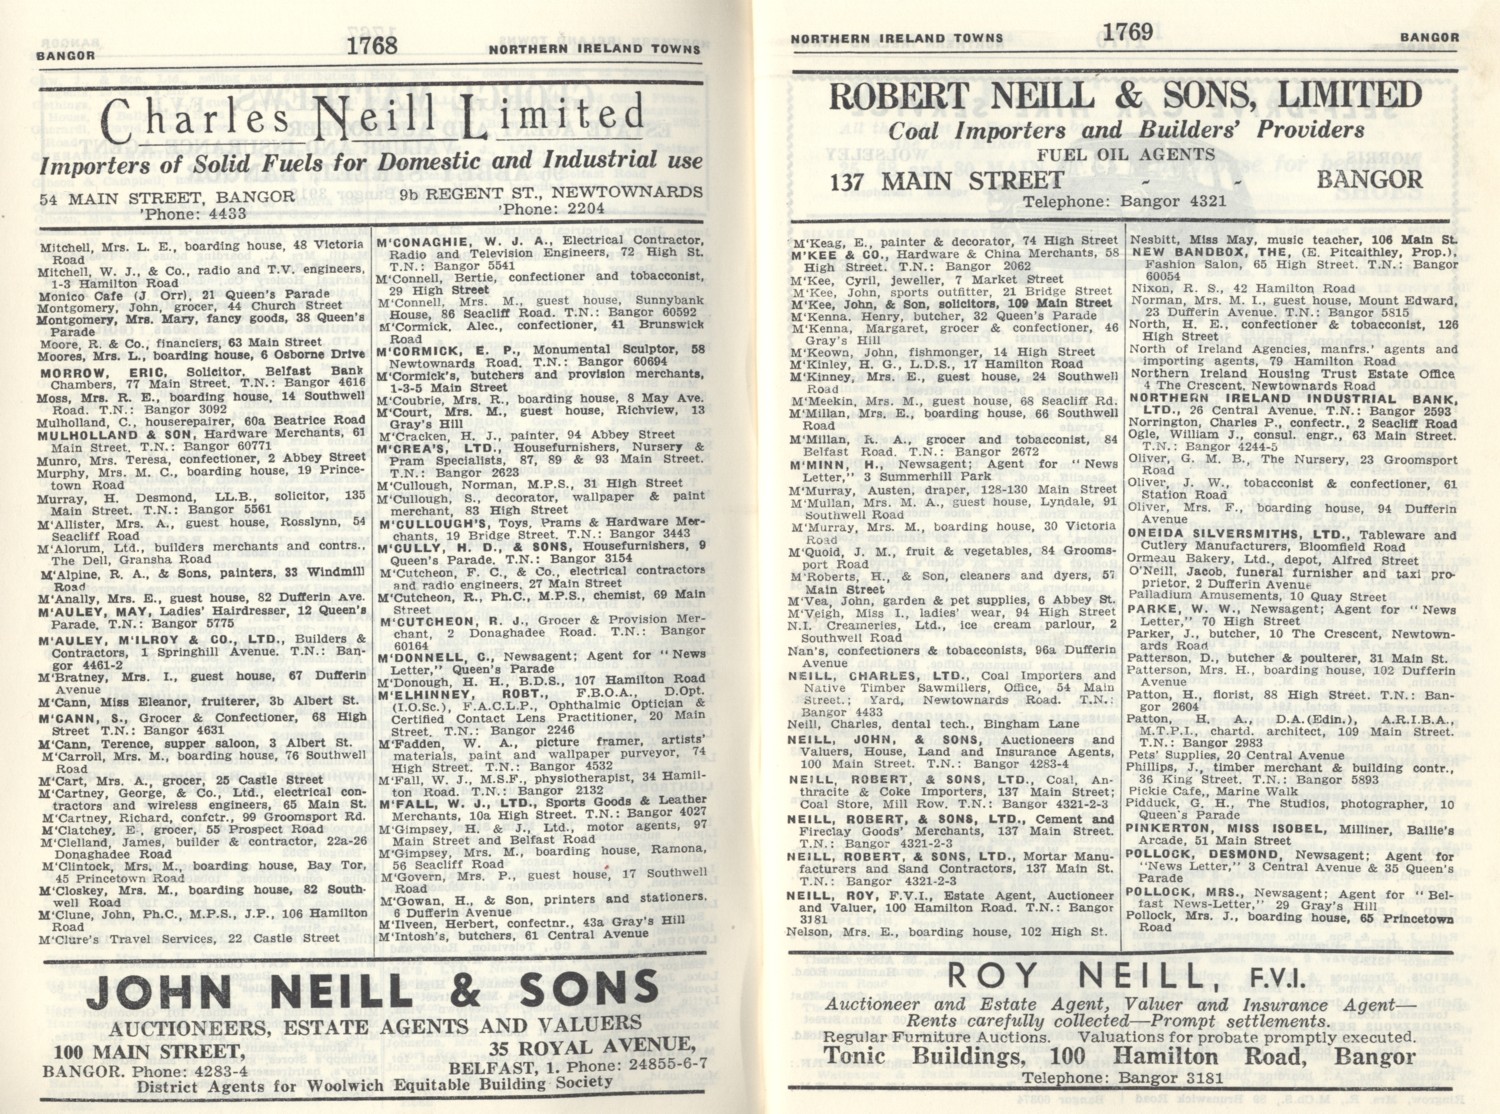 BANGOR
1768
NORTHERN IRELAND TOWNS
Charles Neill Limited
Importers of Solid Fuels for Domestic and Industrial use
54 MAIN STREET, BANGOR
'Phone: 4433
9b REGENT ST., NEWTOWNARDS
'Phone: 2204
Mitchell, Mrs. L. E., boarding house, 48 Victoria
Road
Mitchell, W. J., & Co., radio and T.V. engineers,
1-3 Hamilton Road
Monico Cafe (J. Orr), 21 Queen's Parade
Montgomery, John, grocer, 44 Church Street
Montgomery, Mrs. Mary, fancy goods, 38 Queen's
Parade
Moore, R. & Co., financiers, 63 Main Street
Moores, Mrs. L., boarding house, 6 Osborne Drive
MORROW, ERIC, Solicitor, Belfast Bank
Chambers, 77 Main Street. T.N.: Bangor 4616
Moss, Mrs. R. E., boarding house, 14 Southwell
Road. T.N.: Bangor 3092
Mulholland, C., houserepairer, 60a Beatrice Road
MULHOLLAND & SON, Hardware Merchants, 61
Main Street. T.N.: Bangor 60771
Munro, Mrs. Teresa, confectioner, 2 Abbey Street
Murphy, Mrs. M. C., boarding house, 19 Prince-
town Road
Murray, H. Desmond, LL.B., solicitor, 135
Main Street. T.N.: Bangor 5561
M'Allister, Mrs. A., guest house, Rosslynn, 54
Seacliff Road
M'Alorum, Ltd., builders merchants and contrs.,
The Dell, Gransha Road
M'Alpine, R. A., & Sons, painters, 33 Windmill
Road
M'Anally, Mrs. E., guest house, 82 Dufferin Ave.
M'AULEY, MAY, Ladies' Hairdresser, 12 Queen's
Parade. T.N.: Bangor 5775
M'AULEY, M'ILROY & CO., LTD., Builders &
Contractors, 1 Springhill Avenue. T.N.: Ban-
gor 4461-2
M'Bratney, Mrs. I., guest house, 67 Dufferin
Avenue
M'Cann, Miss Eleanor, fruiterer, 3b Albert St.
M'CANN, S., Grocer & Confectioner, 68 High
Street T.N.: Bangor 4631
M'Cann, Terence, supper saloon, 3 Albert St.
M'Carroll, Mrs. M., boarding house, 76 Southwell
Road
M'Cart, Mrs. A., grocer, 25 Castle Street
M'Cartney, George, & Co., Ltd., electrical con-
tractors and wireless engineers, 65 Main St.
M'Cartney, Richard, confctr., 99 Groomsport Rd.
M'Clatchey, E., grocer, 55 Prospect Road
M'Clelland, James, builder & contractor, 22a-26
Donaghadee Road
M'Clintock, Mrs. M., boarding house, Bay Tor,
45 Princetown Road
M'Closkey, Mrs. M., boarding house, 82 South-
well Road
M'Clune, John, Ph.C., M.P.S., J.P., 106 Hamilton
Road
M'Clure's Travel Services, 22 Castle Street
M'CONAGHIE, W. J. A., Electrical Contractor,
Radio and Television Engineers, 72 High St.
T.N.: Bangor 5541
M'Connell, Bertie, confectioner and tobacconist,
29 High Street
M'Connell, Mrs. M., guest house, Sunnybank
House, 86 Seacliff Road. T.N.: Bangor 60592
M'Cormick, Alec., confectioner, 41 Brunswick
Road
M'CORMICK, E. P., Monumental Sculptor, 58
Newtownards Road. T.N.: Bangor 60694
M'Cormick's, butchers and provision merchants,
1-3-5 Main Street
M'Coubrie, Mrs. R., boarding house, 8 May Ave.
M'Court, Mrs. M., guest house, Richview, 13
Gray's Hill
M'Cracken, H. J., painter, 94 Abbey Street
M'CREA'S, LTD., Housefurnishers, Nursery &
Pram Specialists, 87, 89 & 93 Main Street.
T.N.: Bangor 2623
M'Cullough, Norman, M.P.S., 31 High Street
M'Cullough, S., decorator, wallpaper & paint
merchant, 83 High Street
M'CULLOUGH'S, Toys, Prams & Hardware Mer-
chants, 19 Bridge Street. T.N.: Bangor 3443
M'CULLY, H. D., & SONS, Housefurnishers, 9
Queen's Parade. T.N.: Bangor 3154
M'Cutcheon, F. C., & Co., electrical contractors
and radio engineers, 27 Main Street
M'Cutcheon, R., Ph.C., M.P.S., chemist, 69 Main
Street
M'CUTCHEON, R. J., Grocer & Provision Mer-
chant, 2 Donaghadee Road. T.N.: Bangor
60164
M'DONNELL, C., Newsagent; Agent for "News
Letter," Queen's Parade
M'Donough, H. H., B.D.S., 107 Hamilton Road
M'ELHINNEY, ROBT., F.B.O.A., D.Opt.
(I.O.Sc.), F.A.C.L.P., Ophthalmic Optician &
Certified Contact Lens Practitioner, 20 Main
Street. T.N.: Bangor 2246
M'Fadden, W. A., picture framer, artists'
materials, paint and wallpaper purveyor, 74
High Street. T.N.: Bangor 4532
M'Fall, W. J., M.S.F., physiotherapist, 34 Hamil-
ton Road. T.N.: Bangor 2132
M'FALL, W. J., LTD., Sports Goods & Leather
Merchants, 10a High Street. T.N.: Bangor 4027
M'Gimpsey, H. & J., Ltd., motor agents, 97
Main Street and Belfast Road
M'Gimpsey, Mrs. M., boarding house, Ramona,
56 Seacliff Road
M'Govern, Mrs. P., guest house, 17 Southwell
Road
M'Gowan, H., & Son, printers and stationers,
6 Dufferin Avenue
M'Ilveen, Herbert, confectnr., 43a Gray's Hill
M'Intosh's, butchers, 61 Central Avenue
JOHN NEILL & SONS
AUCTIONEERS, ESTATE AGENTS AND VALUERS
100 MAIN STREET,
BANGOR. Phone: 4283-4
35 ROYAL AVENUE,
BELFAST, 1. Phone: 24855-6-7
District Agents for Woolwich Equitable Building Society
NORTHERN IRELAND TOWNS
1769
BANGOR
ROBERT NEILL & SONS, LIMITED
Coal Importers and Builders' Providers
FUEL OIL AGENTS
137 MAIN STREET - - BANGOR
Telephone: Bangor 4321
M'Keag, E., painter & decorator, 74 High Street
M'KEE & CO., Hardware & China Merchants, 58
High Street. T.N.: Bangor 2062
M'Kee, Cyril, jeweller, 7 Market Street
M'Kee, John, sports outfitter, 21 Bridge Street
M'Kee, John, & Son, solicitors, 109 Main Street
M'Kenna, Henry, butcher, 32 Queen's Parade
M'Kenna, Margaret, grocer & confectioner, 46
Gray's Hill
M'Keown, John, fishmonger, 14 High Street
M'Kinley, H. G., L.D.S., 17 Hamilton Road
M'Kinney, Mrs. E., guest house, 24 Southwell
Road
M'Meekin, Mrs. M., guest house, 68 Seacliff Rd.
M'Millan, Mrs. E., boarding house, 66 Southwell
Road
M'Millan, R. A., grocer and tobacconist, 84
Belfast Road. T.N.: Bangor 2672
M'MINN, H., Newsagent; Agent for "News
Letter," 3 Summerhill Park
M'Murray, Austen, draper, 128-130 Main Street
M'Mullan, Mrs. M. A., guest house, Lyndale, 91
Southwell Road
M'Murray, Mrs. M., boarding house, 30 Victoria
Road
M'Quoid, J. M., fruit & vegetables, 84 Grooms-
port Road
M'Roberts, H., & Son, cleaners and dyers, 57
Main Street
M'Vea, John, garden & pet supplies, 6 Abbey St.
M'Veigh, Miss I., ladies' wear, 94 High Street
N.I. Creameries, Ltd., ice cream parlour, 2
Southwell Road
Nan's, confectioners & tobacconists, 96a Dufferin
Avenue
NEILL, CHARLES, LTD., Coal Importers and
Native Timber Sawmillers, Office, 54 Main
Street.; Yard, Newtownards Road. T.N.:
Bangor 4433
Neill, Charles, dental tech., Bingham Lane
NEILL, JOHN, & SONS, Auctioneers and
Valuers, House, Land and Insurance Agents,
100 Main Street. T.N.: Bangor 4283-4
NEILL, ROBERT, & SONS, LTD., Coal, An-
thracite & Coke Importers, 137 Main Street;
Coal Store, Mill Row. T.N.: Bangor 4321-2-3
NEILL, ROBERT, & SONS, LTD., Cement and
Fireclay Goods' Merchants, 137 Main Street.
T.N.: Bangor 4321-2-3
NEILL, ROBERT, & SONS, LTD., Mortar Manu-
facturers and Sand Contractors, 137 Main St.
T.N.: Bangor 4321-2-3
NEILL, ROY, F.V.I., Estate Agent, Auctioneer
and Valuer, 100 Hamilton Road. T.N.: Bangor
3181
Nelson, Mrs. E., boarding house, 102 High St.
Nesbitt, Miss May, music teacher, 106 Main St.
NEW BANDBOX, THE, (E. Pitcaithley, Prop.),
Fashion Salon, 65 High Street. T.N.: Bangor
60054
Nixon, R. S., 42 Hamilton Road
Norman, Mrs. M. I., guest house, Mount Edward,
23 Dufferin Avenue. T.N.: Bangor 5815
North, H. E., confectioner & tobacconist, 126
High Street
North of Ireland Agencies, manfrs.' agents and
importing agents, 79 Hamilton Road
Northern Ireland Housing Trust Estate Office
4 The Crescent, Newtownards Road
NORTHERN IRELAND INDUSTRIAL BANK,
LTD., 26 Central Avenue. T.N.: Bangor 2593
Norrington, Charles P., confectr., 2 Seacliff Road
Ogle, William J., consul. engr., 63 Main Street.
T.N.: Bangor 4244-5
Oliver, G. M. B., The Nursery, 23 Groomsport
Road
Oliver, J. W., tobacconist & confectioner, 61
Station Road
Oliver, Mrs. F., boarding house, 94 Dufferin
Avenue
ONEIDA SILVERSMITHS, LTD., Tableware and
Cutlery Manufacturers, Bloomfield Road
Ormeau Bakery, Ltd., depot, Alfred Street
O'Neill, Jacob, funeral furnisher and taxi pro-
prietor, 2 Dufferin Avenue
Palladium Amusements, 10 Quay Street
PARKE, W. W., Newsagent; Agent for "News
Letter," 70 High Street
Parker, J., butcher, 10 The Crescent, Newtown-
ards Road
Patterson, D., butcher & poulterer, 31 Main St.
Patterson, Mrs. H., boarding house, 102 Dufferin
Avenue
Patton, H., florist, 88 High Street. T.N.: Ban-
gor 2604
Patton, H. A., D.A.(Edin.), A.R.I.B.A.,
M.T.P.I., chartd. architect, 109 Main Street.
T.N.: Bangor 2983
Pets' Supplies, 20 Central Avenue
Phillips, J., timber merchant & building contr.,
36 King Street. T.N.: Bangor 5893
Pickie Cafe,, Marine Walk
Pidduck, G. H., The Studios, photographer, 10
Queen's Parade
PINKERTON, MISS ISOBEL, Milliner, Bailie's
Arcade, 51 Main Street
POLLOCK, DESMOND, Newsagent; Agent for
"News Letter," 3 Central Avenue & 35 Queen's
Parade
POLLOCK, MRS., Newsagent; Agent for "Bel-
fast News-Letter," 29 Gray's Hill
Pollock, Mrs. J., boarding house, 65 Princetown
Road
ROY NEILL, F.V.I.
Auctioneer and Estate Agent, Valuer and Insurance Agent—
Rents carefully collected—Prompt settlements.
Regular Furniture Auctions. Valuations for probate promptly executed.
Tonic Buildings, 100 Hamilton Road, Bangor
Telephone: Bangor 3181